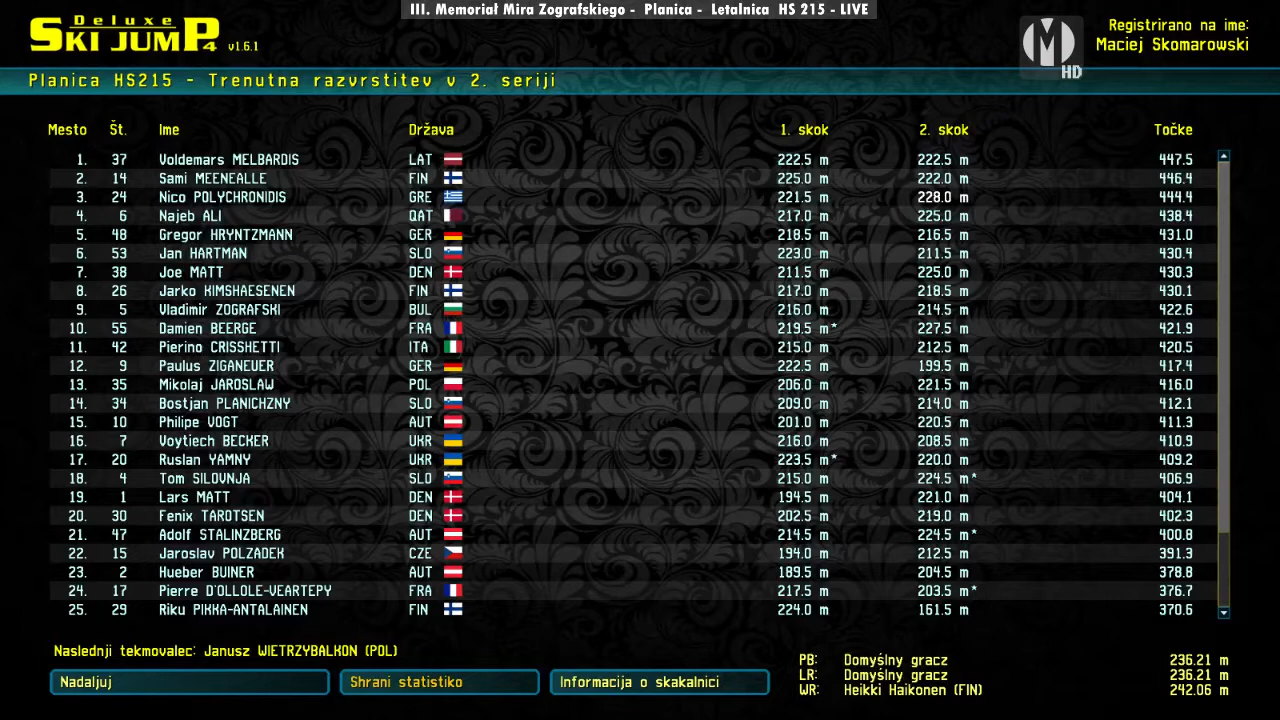 III. Memoriał Mira Zografskiego - Planica - Letalnica HS 215 - LIVE
Deluxe
SKI JUMP 4 v1.6.1
M HD
Registrirano na ime:
Maciej Skomarowski
Planica HS215 - Trenutna razvrstitev v 2. seriji
Mesto Št. Ime Država 1. skok 2. skok Točke
1. 37 Voldemars MELBARDIS LAT 222.5 m 222.5 m 447.5
2. 14 Sami MEENEALLE FIN 225.0 m 222.0 m 446.4
3. 24 Nico POLYCHRONIDIS GRE 221.5 m 228.0 m 444.4
4. 6 Najeb ALI QAT 217.0 m 225.0 m 438.4
5. 48 Gregor HRYNTZMANN GER 218.5 m 216.5 m 431.0
6. 53 Jan HARTMAN SLO 223.0 m 211.5 m 430.4
7. 38 Joe MATT DEN 211.5 m 225.0 m 430.3
8. 26 Jarko KIMSHAESENEN FIN 217.0 m 218.5 m 430.1
9. 5 Vladimir ZOGRAFSKI BUL 216.0 m 214.5 m 422.6
10. 55 Damien BEERGE FRA 219.5 m* 227.5 m 421.9
11. 42 Pierino CRISSHETTI ITA 215.0 m 212.5 m 420.5
12. 9 Paulus ZIGANEUER GER 222.5 m 199.5 m 417.4
13. 35 Mikolaj JAROSLAW POL 206.0 m 221.5 m 416.0
14. 34 Bostjan PLANICHZNY SLO 209.0 m 214.0 m 412.1
15. 10 Philipe VOGT AUT 201.0 m 220.5 m 411.3
16. 7 Voytiech BECKER UKR 216.0 m 208.5 m 410.9
17. 20 Ruslan YAMNY UKR 223.5 m* 220.0 m 409.2
18. 4 Tom SILOVNJA SLO 215.0 m 224.5 m* 406.9
19. 1 Lars MATT DEN 194.5 m 221.0 m 404.1
20. 30 Fenix TAROTSEN DEN 202.5 m 219.0 m 402.3
21. 47 Adolf STALINZBERG AUT 214.5 m 224.5 m* 400.8
22. 15 Jaroslav POLZADEK CZE 194.0 m 212.5 m 391.3
23. 2 Hueber BUINER AUT 189.5 m 204.5 m 378.8
24. 17 Pierre D'OLLOLE-VEARTEPY FRA 217.5 m 203.5 m* 376.7
25. 29 Riku PIKKA-ANTALAINEN FIN 224.0 m 161.5 m 370.6
Naslednji tekmovalec: Janusz WIETRZYBALKON (POL)
Nadaljuj Shrani statistiko Informacija o skakalnici
PB: Domyślny gracz 236.21 m
LR: Domyślny gracz 236.21 m
WR: Heikki Haikonen (FIN) 242.06 m